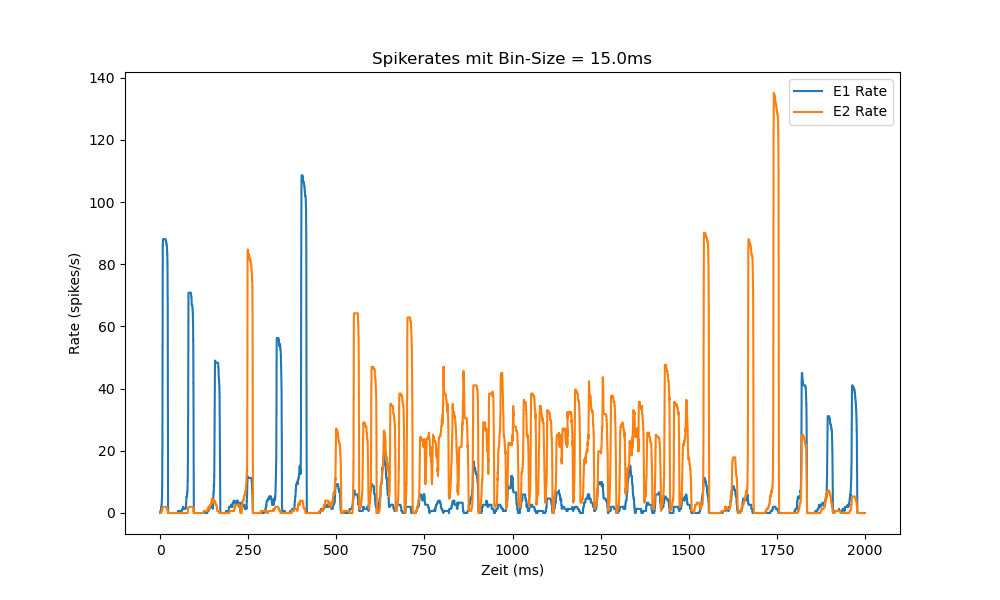 Spikerates mit Bin-Size = 15.0ms
E1 Rate
E2 Rate
Rate (spikes/s)
140
120
100
80
60
40
20
0
0 250 500 750 1000 1250 1500 1750 2000
Zeit (ms)